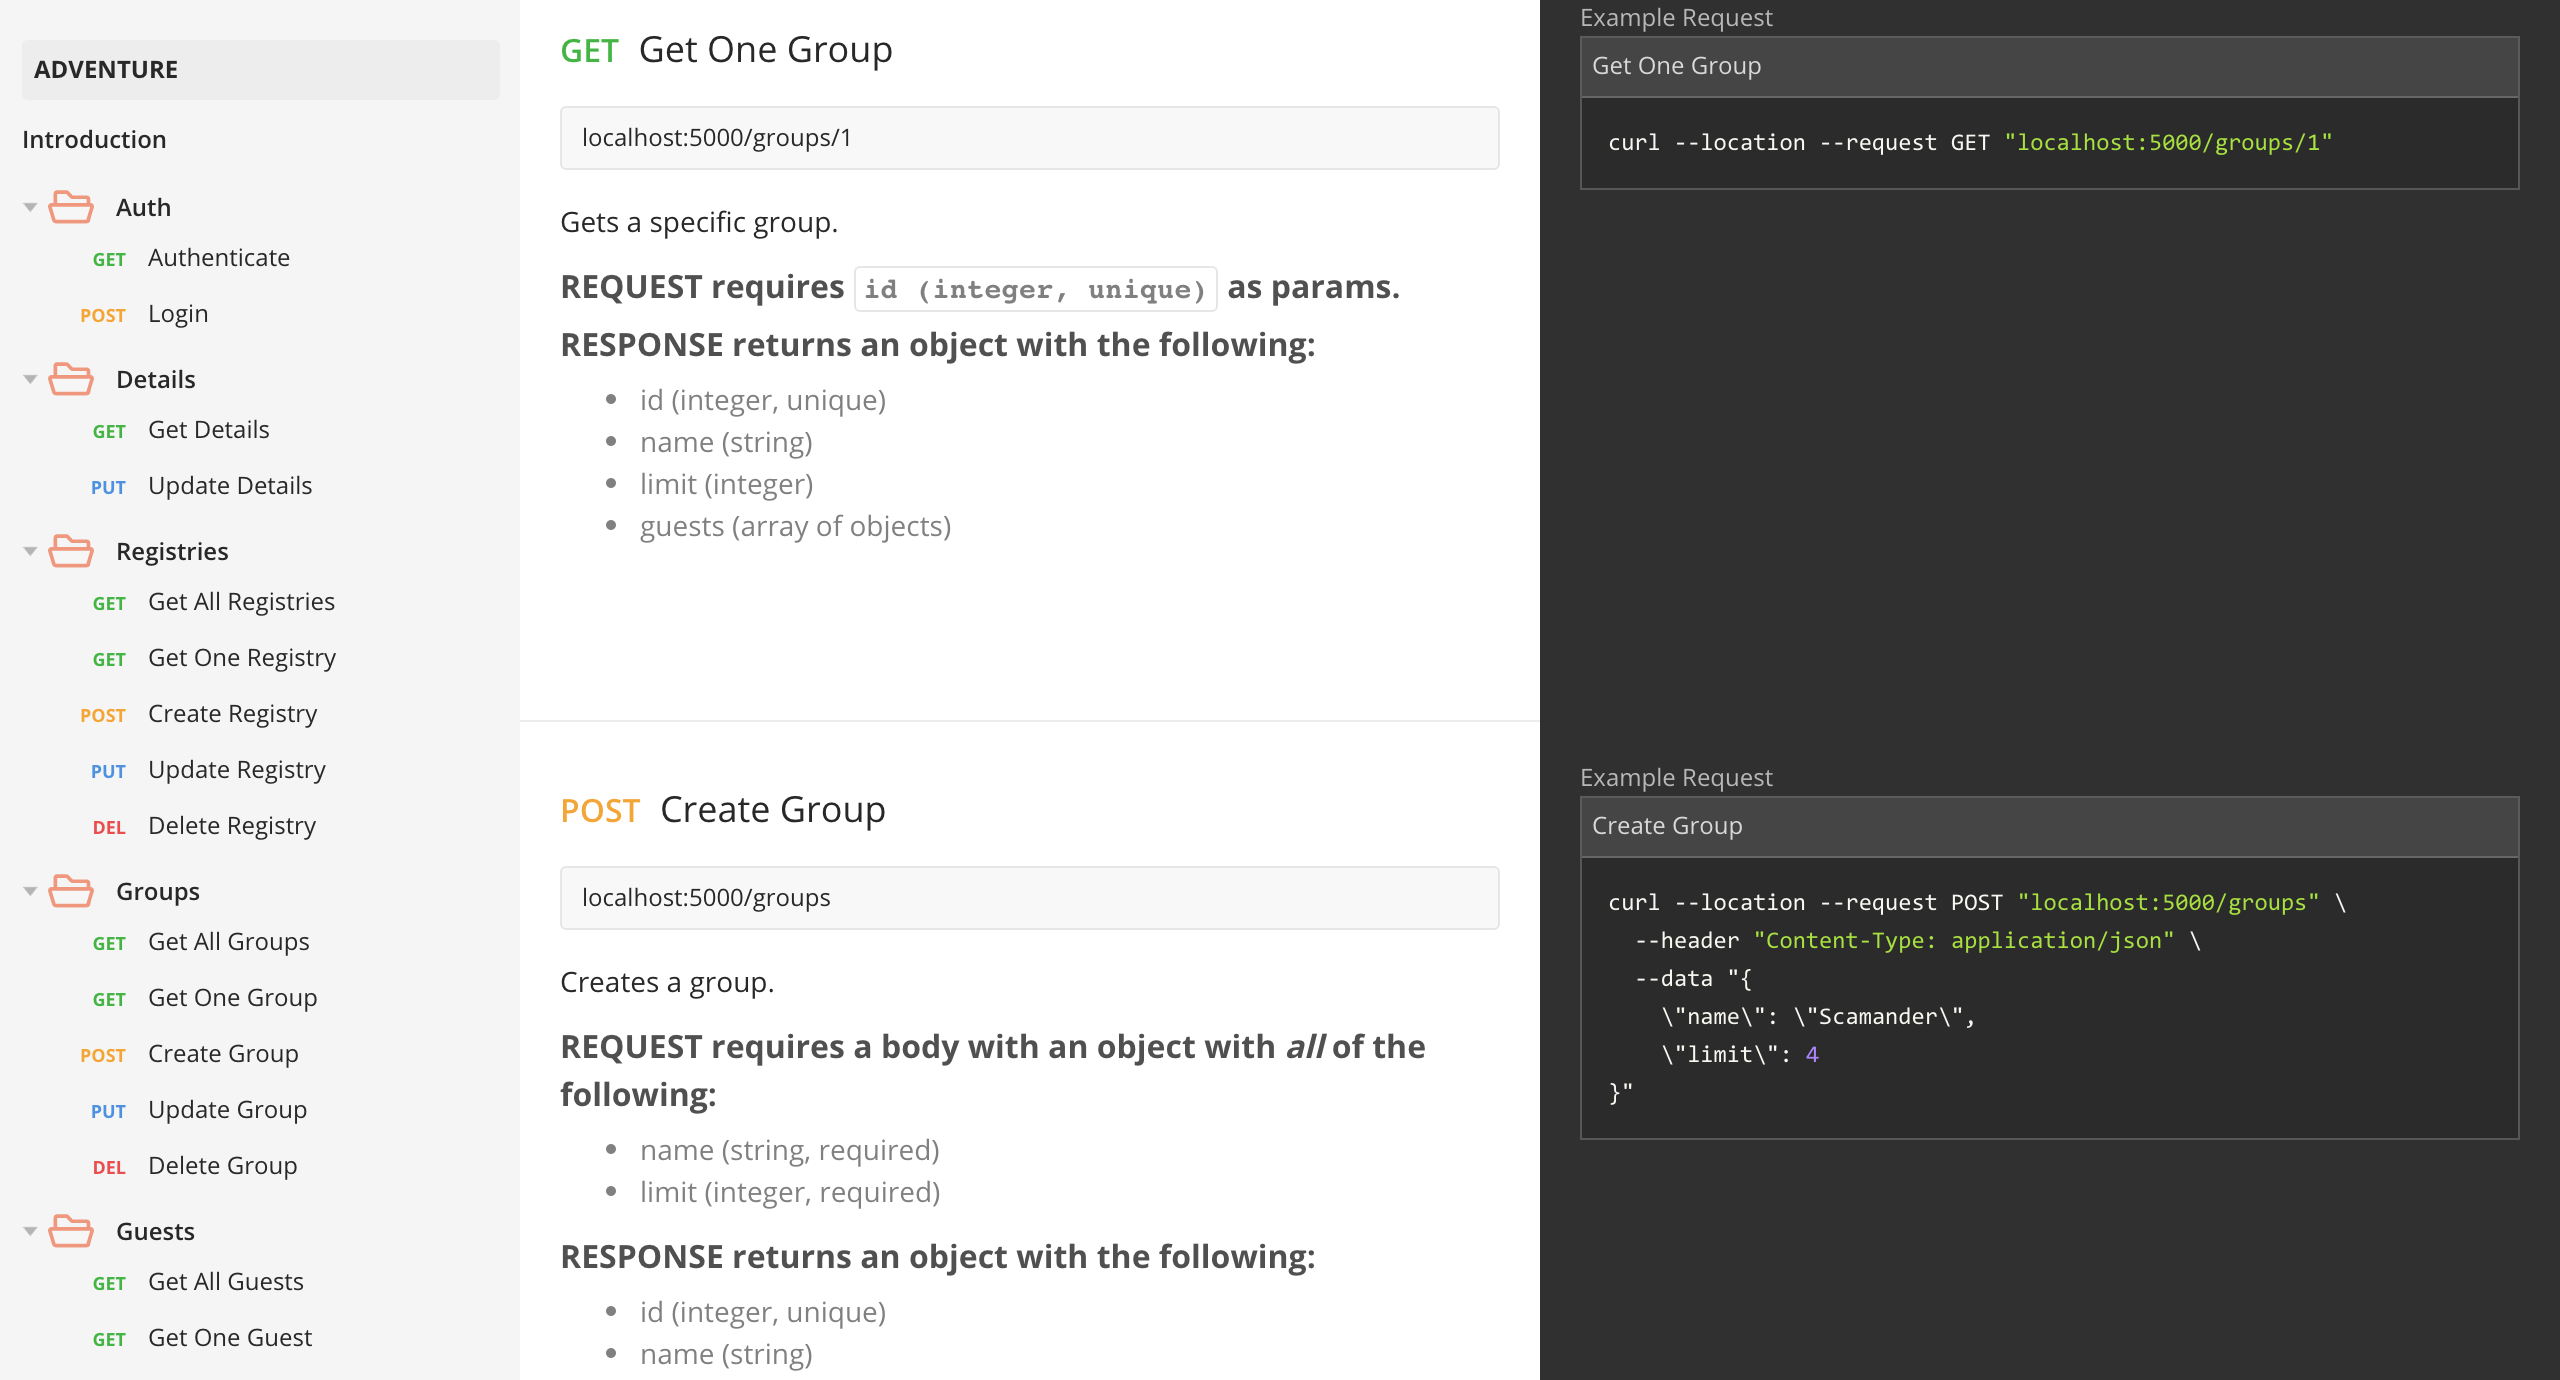 ADVENTURE
Introduction
Auth
GET Authenticate
POST Login
Details
GET Get Details
PUT Update Details
Registries
GET Get All Registries
GET Get One Registry
POST Create Registry
PUT Update Registry
DEL Delete Registry
Groups
GET Get All Groups
GET Get One Group
POST Create Group
PUT Update Group
DEL Delete Group
Guests
GET Get All Guests
GET Get One Guest
GET Get One Group
localhost:5000/groups/1
Gets a specific group.
REQUEST requires id (integer, unique) as params.
RESPONSE returns an object with the following:
• id (integer, unique)
• name (string)
• limit (integer)
• guests (array of objects)
POST Create Group
localhost:5000/groups
Creates a group.
REQUEST requires a body with an object with all of the
following:
• name (string, required)
• limit (integer, required)
RESPONSE returns an object with the following:
• id (integer, unique)
• name (string)
Example Request
Get One Group
curl --location --request GET "localhost:5000/groups/1"
Example Request
Create Group
curl --location --request POST "localhost:5000/groups" \
--header "Content-Type: application/json" \
--data "{
\"name\": \"Scamander\",
\"limit\": 4
}"